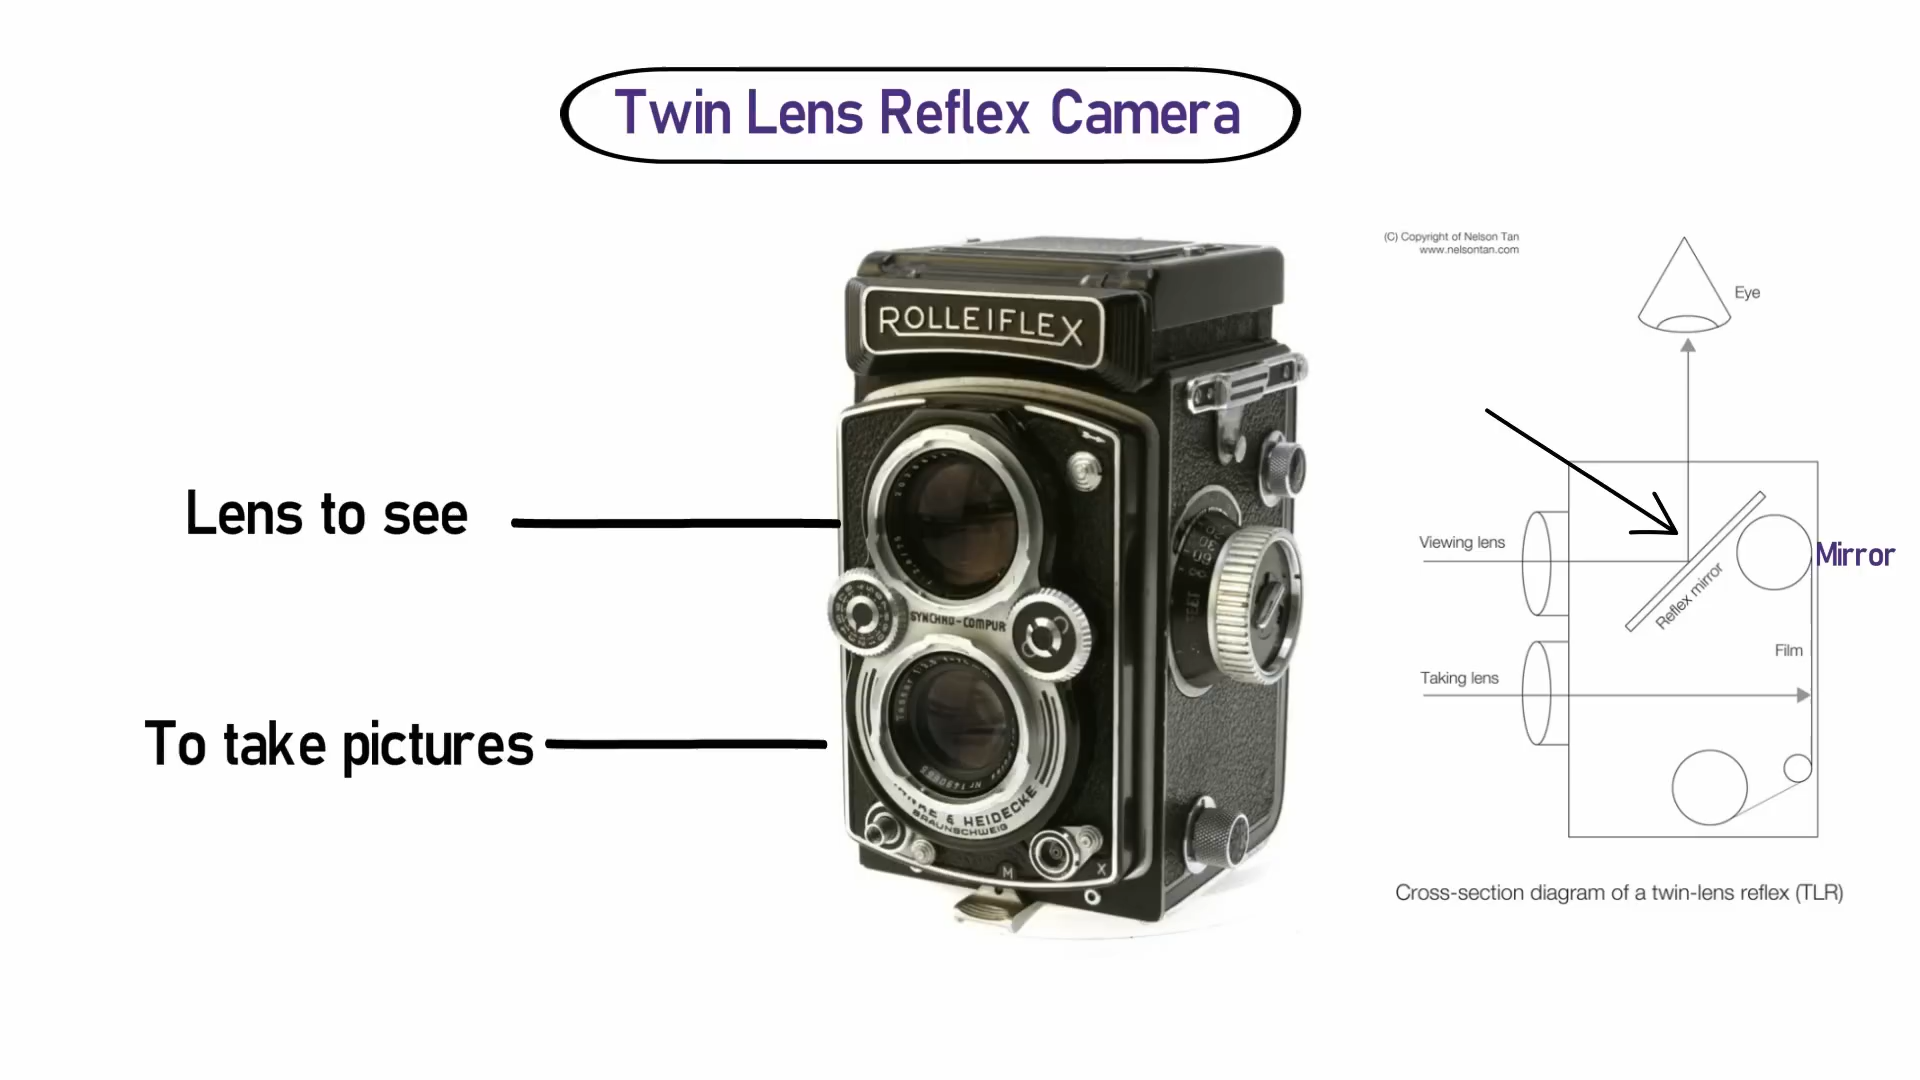 Twin Lens Reflex Camera
(C) Copyright of Nelson Tan
www.nelsontan.com
Eye
ROLLEIFLEX
Lens to see
Viewing lens
Mirror
Reflex mirror
SYNCHRO-COMPUR
Film
Taking lens
To take pictures
& HEIDECKE
BRAUNSCHWEIG
M
X
Cross-section diagram of a twin-lens reflex (TLR)